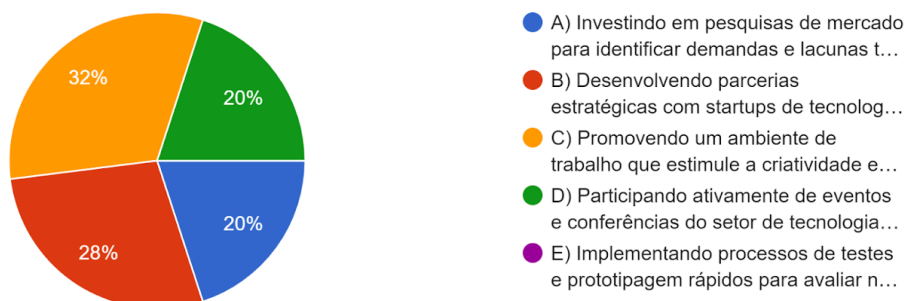 32%
20%
28%
20%
A) Investindo em pesquisas de mercado
para identificar demandas e lacunas t…
B) Desenvolvendo parcerias
estratégicas com startups de tecnolog…
C) Promovendo um ambiente de
trabalho que estimule a criatividade e…
D) Participando ativamente de eventos
e conferências do setor de tecnologia…
E) Implementando processos de testes
e prototipagem rápidos para avaliar n…